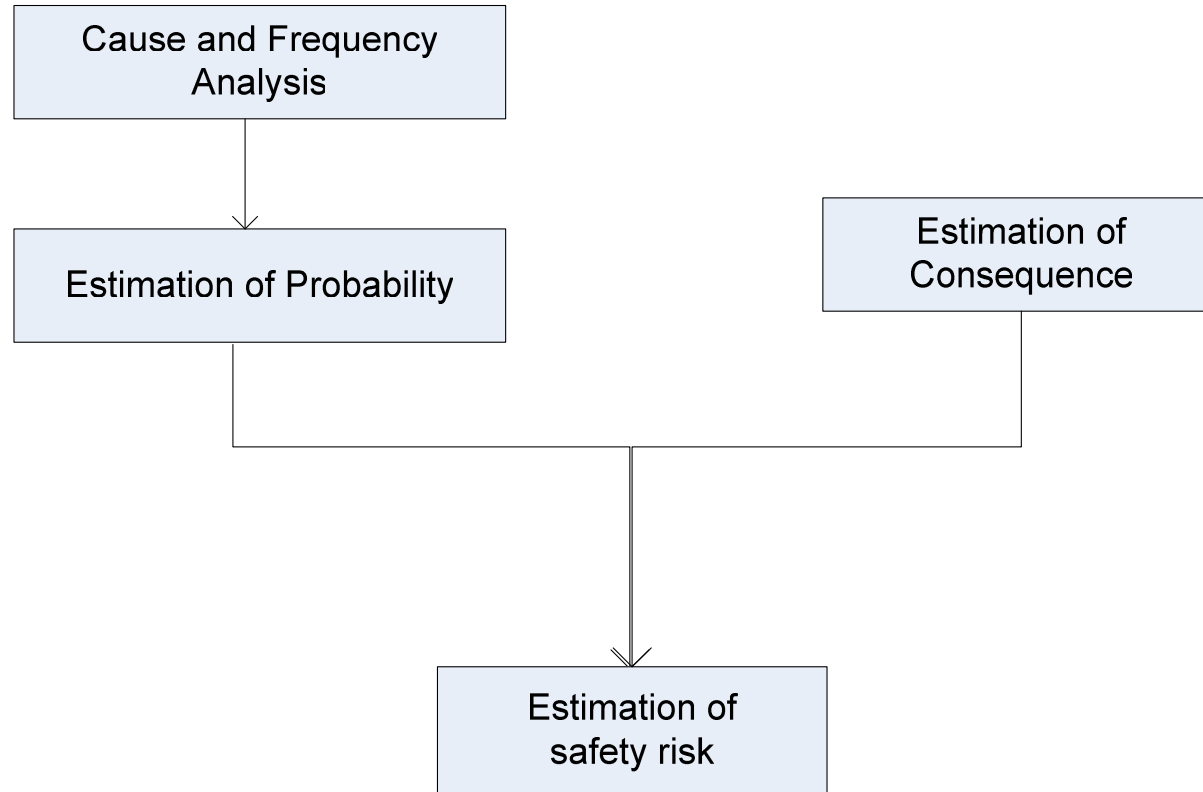 Cause and Frequency
Analysis
Estimation of Probability
Estimation of
Consequence
Estimation of
safety risk